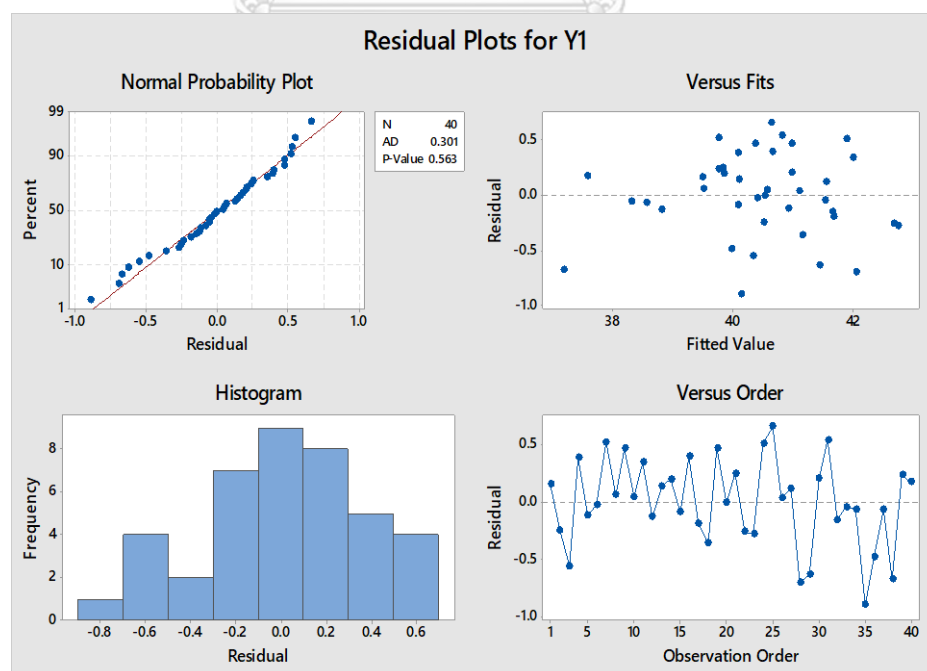 Residual Plots for Y1
Normal Probability Plot
Percent
99
90
50
10
1
-1.0 -0.5 0.0 0.5 1.0
Residual
N 40
AD 0.301
P-Value 0.563
Versus Fits
Residual
0.5
0.0
-0.5
-1.0
38 40 42
Fitted Value
Histogram
Frequency
8
6
4
2
0
-0.8 -0.6 -0.4 -0.2 0.0 0.2 0.4 0.6
Residual
Versus Order
Residual
0.5
0.0
-0.5
-1.0
1 5 10 15 20 25 30 35 40
Observation Order